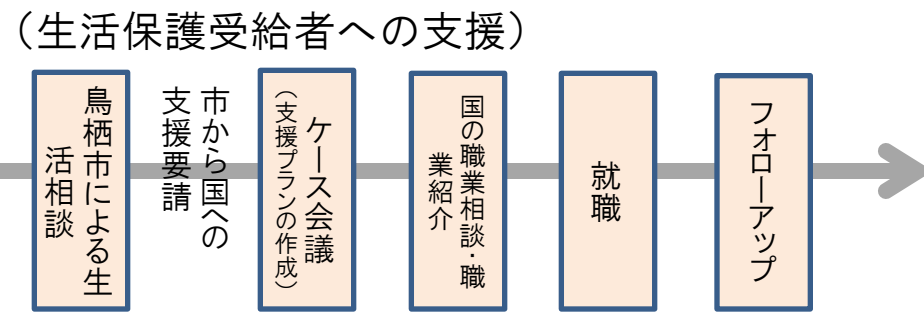 （生活保護受給者への支援）
鳥栖市による生
活相談
市から国への
支援要請
ケース会議
（支援プランの作成）
国の職業相談・職
業紹介
就職
フォローアップ